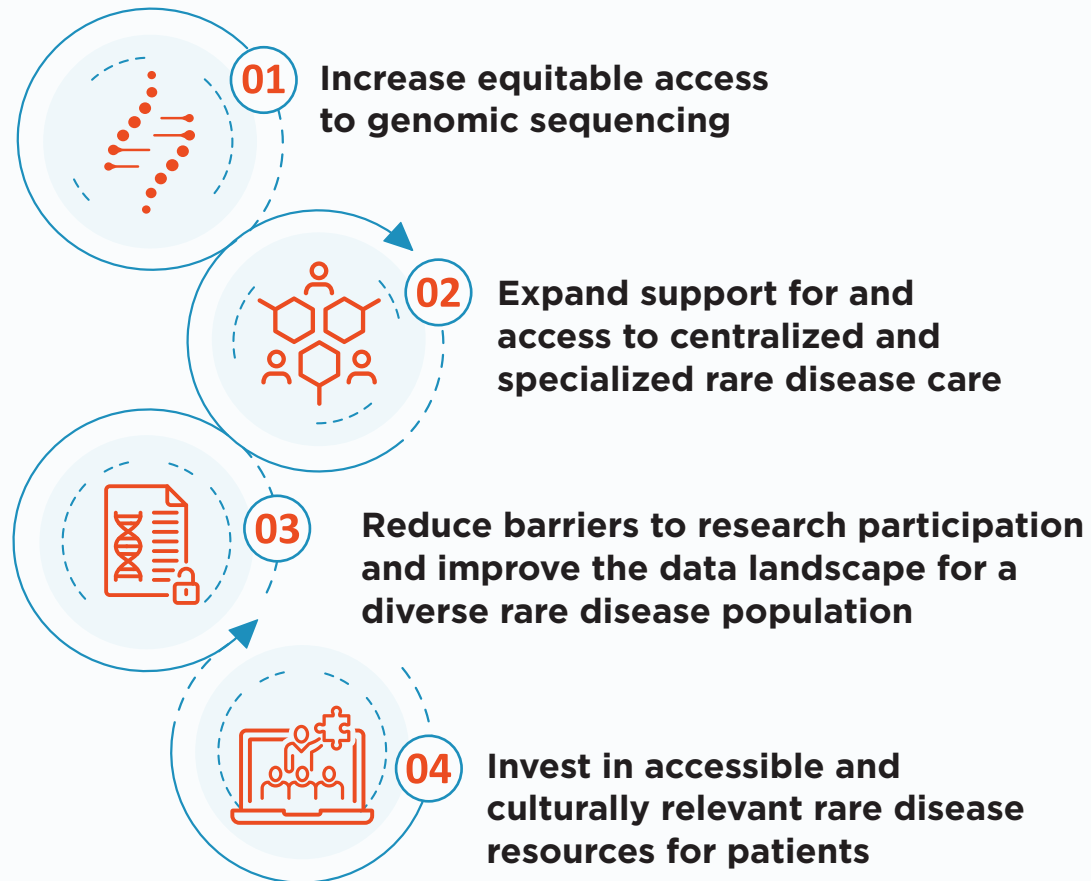 01
Increase equitable access
to genomic sequencing
02
Expand support for and
access to centralized and
specialized rare disease care
03
Reduce barriers to research participation
and improve the data landscape for a
diverse rare disease population
04
Invest in accessible and
culturally relevant rare disease
resources for patients